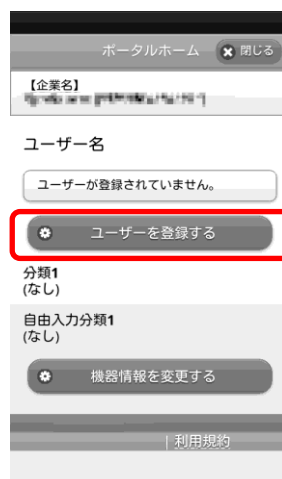 ポータルホーム
閉じる
【企業名】
ユーザー名
ユーザーが登録されていません。
ユーザーを登録する
分類1
(なし)
自由入力分類1
(なし)
機器情報を変更する
| 利用規約